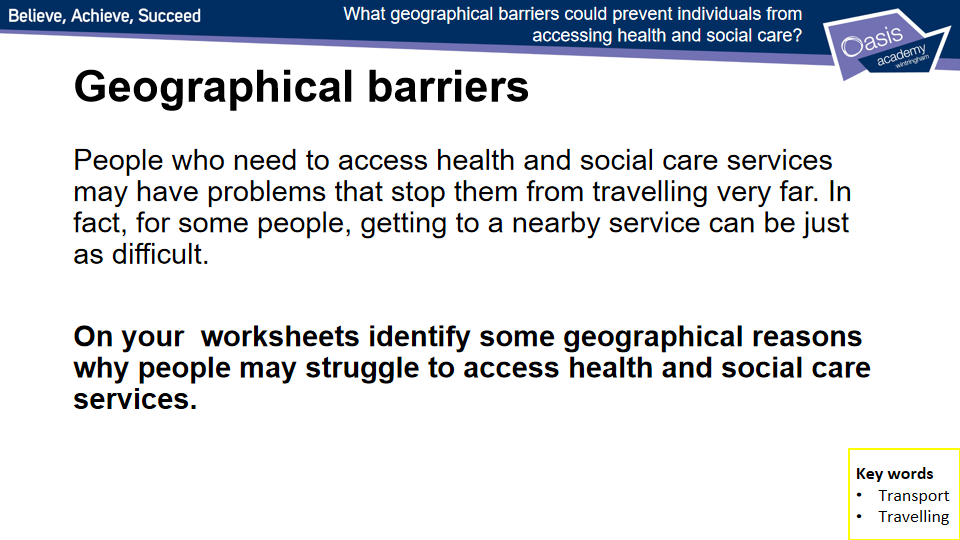 Believe, Achieve, Succeed
What geographical barriers could prevent individuals from
accessing health and social care?
Oasis
academy
wintringham
Geographical barriers
People who need to access health and social care services
may have problems that stop them from travelling very far. In
fact, for some people, getting to a nearby service can be just
as difficult.
On your  worksheets identify some geographical reasons
why people may struggle to access health and social care
services.
Key words
• Transport
• Travelling